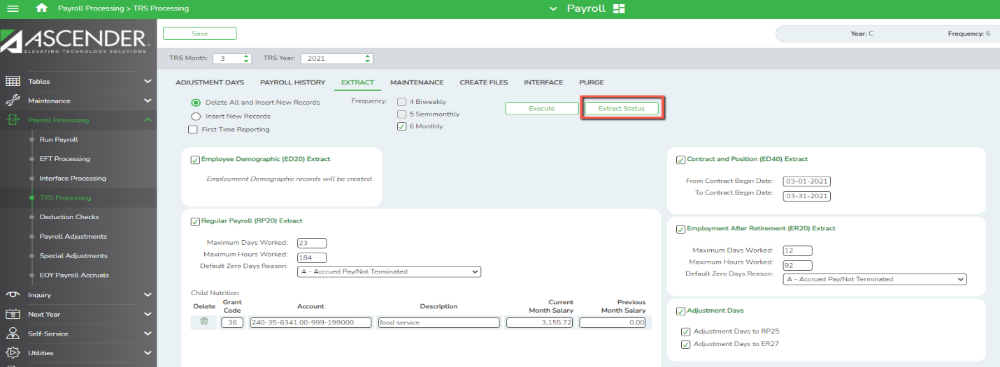 Payroll Processing > TRS Processing
Payroll
ASCENDER
ELEVATING TECHNOLOGY SOLUTIONS
Save
Year: C Frequency: 6
TRS Month: 3 TRS Year: 2021
Tables
Maintenance
Payroll Processing
Run Payroll
EFT Processing
Interface Processing
TRS Processing
Deduction Checks
Payroll Adjustments
Special Adjustments
EOY Payroll Accruals
Inquiry
Next Year
12
Self-Service
Utilities
ADJUSTMENT DAYS PAYROLL HISTORY EXTRACT MAINTENANCE CREATE FILES INTERFACE PURGE
Delete All and Insert New Records
Insert New Records
First Time Reporting
Frequency: 4 Biweekly
5 Semimonthly
6 Monthly
Execute
Extract Status
Employee Demographic (ED20) Extract
Employment Demographic records will be created.
Contract and Position (ED40) Extract
From Contract Begin Date: 03-01-2021
To Contract Begin Date: 03-31-2021
Regular Payroll (RP20) Extract
Maximum Days Worked: 23
Maximum Hours Worked: 184
Default Zero Days Reason: A - Accrued Pay/Not Terminated
Child Nutrition
Delete Grant Code Account Description Current Month Salary Previous Month Salary
36 240-35-6341.00-999-199000 food service 3,155.72 0.00
Employment After Retirement (ER20) Extract
Maximum Days Worked: 12
Maximum Hours Worked: 92
Default Zero Days Reason: A - Accrued Pay/Not Terminated
Adjustment Days
Adjustment Days to RP25
Adjustment Days to ER27